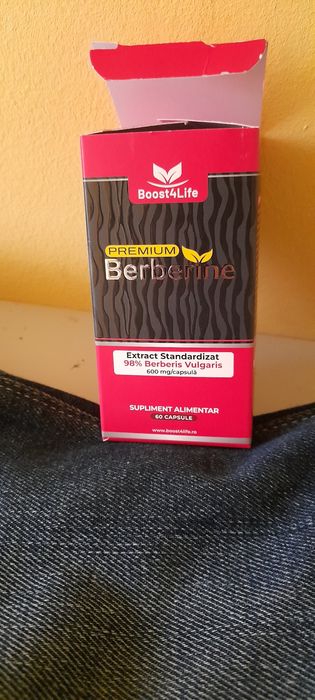 Boost4Life
PREMIUM
Berberine
Extract Standardizat
98% Berberis Vulgaris
600 mg/capsulă
SUPLIMENT ALIMENTAR
60 CAPSULE
www.boost4life.ro